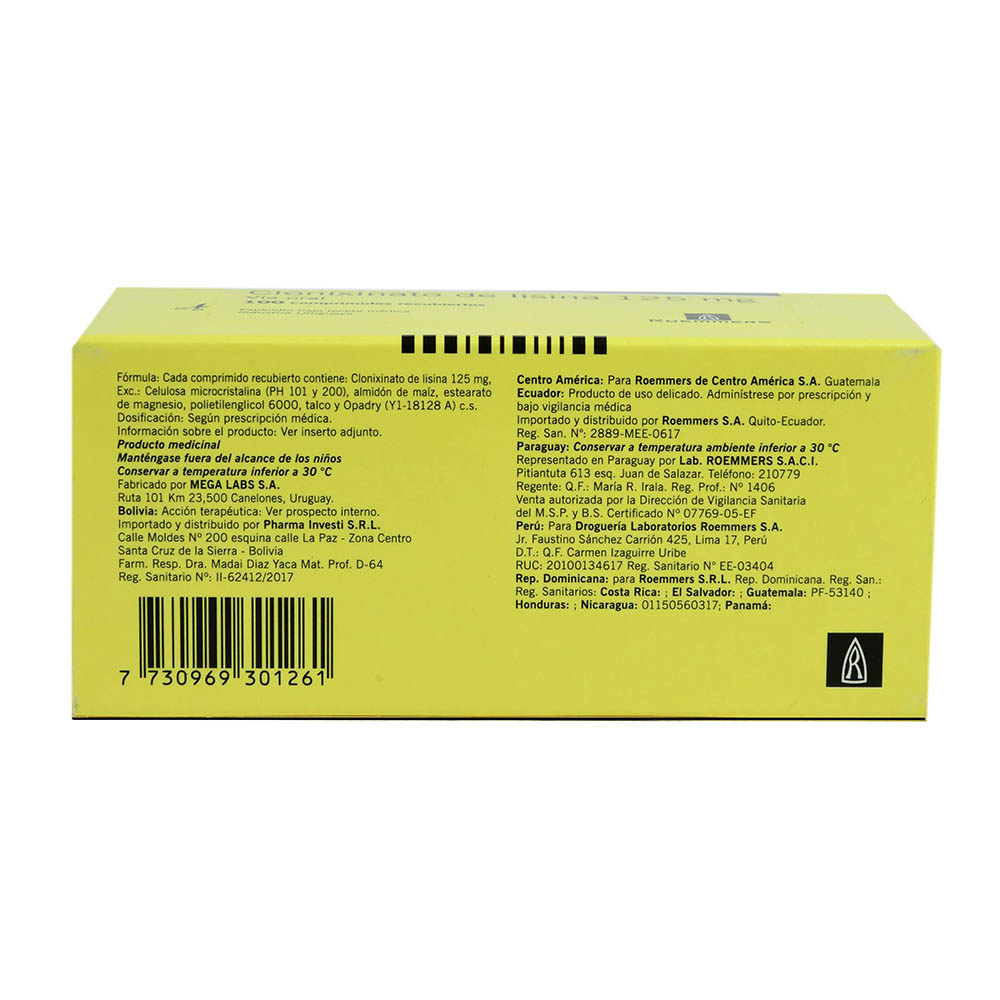 Clonixinato de lisina 125 mg
Vía oral
100 comprimidos recubiertos
Expendio bajo receta médica
Industria Uruguaya
Roemmers
Fórmula: Cada comprimido recubierto contiene: Clonixinato de lisina 125 mg,
Exc.: Celulosa microcristalina (PH 101 y 200), almidón de maíz, estearato
de magnesio, polietilenglicol 6000, talco y Opadry (Y1-18128 A) c.s.
Dosificación: Según prescripción médica.
Información sobre el producto: Ver inserto adjunto.
Producto medicinal
Manténgase fuera del alcance de los niños
Conservar a temperatura inferior a 30 °C
Fabricado por MEGA LABS S.A.
Ruta 101 Km 23,500 Canelones, Uruguay.
Bolivia: Acción terapéutica: Ver prospecto interno.
Importado y distribuido por Pharma Investi S.R.L.
Calle Moldes Nº 200 esquina calle La Paz - Zona Centro
Santa Cruz de la Sierra - Bolivia
Farm. Resp. Dra. Madai Diaz Yaca Mat. Prof. D-64
Reg. Sanitario Nº: II-62412/2017
7 730969 301261
Centro América: Para Roemmers de Centro América S.A. Guatemala
Ecuador: Producto de uso delicado. Adminístrese por prescripción y
bajo vigilancia médica
Importado y distribuido por Roemmers S.A. Quito-Ecuador.
Reg. San. N°: 2889-MEE-0617
Paraguay: Conservar a temperatura ambiente inferior a 30 °C
Representado en Paraguay por Lab. ROEMMERS S.A.C.I.
Pitiantuta 613 esq. Juan de Salazar. Teléfono: 210779
Regente: Q.F.: María R. Irala. Reg. Prof.: Nº 1406
Venta autorizada por la Dirección de Vigilancia Sanitaria
del M.S.P. y B.S. Certificado Nº 07769-05-EF
Perú: Para Droguería Laboratorios Roemmers S.A.
Jr. Faustino Sánchez Carrión 425, Lima 17, Perú
D.T.: Q.F. Carmen Izaguirre Uribe
RUC: 20100134617 Reg. Sanitario N° EE-03404
Rep. Dominicana: para Roemmers S.R.L. Rep. Dominicana. Reg. San.:
Reg. Sanitarios: Costa Rica: ; El Salvador: ; Guatemala: PF-53140 ;
Honduras: ; Nicaragua: 01150560317; Panamá:
R